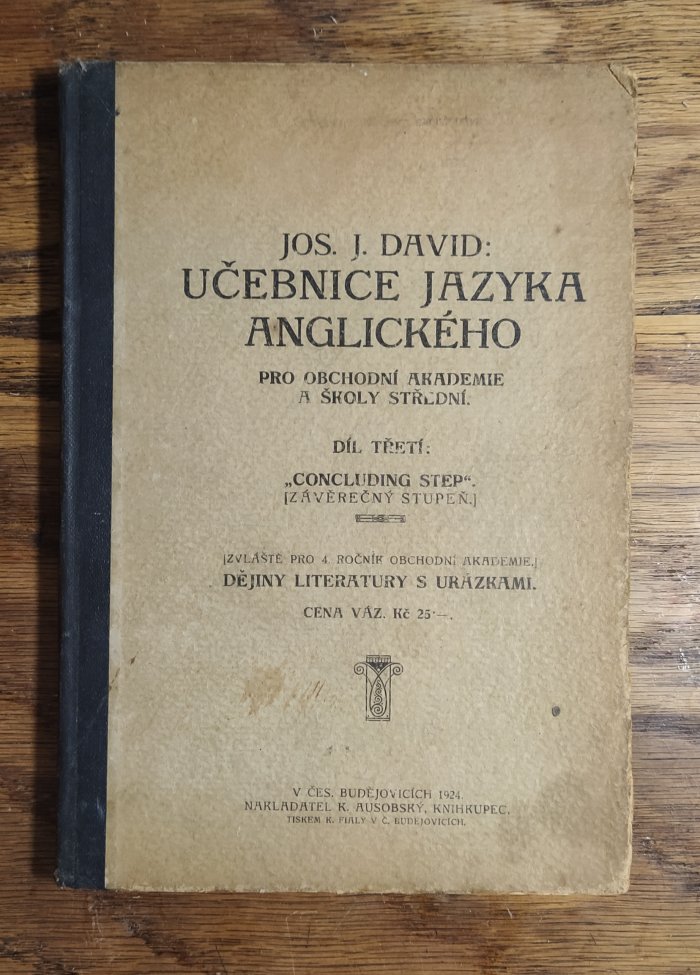 JOS. J. DAVID:
UČEBNICE JAZYKA
ANGLICKÉHO
PRO OBCHODNÍ AKADEMIE
A ŠKOLY STŘEDNÍ.
DÍL TŘETÍ:
„CONCLUDING STEP“.
[ZÁVĚREČNÝ STUPEŇ.]
[ZVLÁŠTĚ PRO 4. ROČNÍK OBCHODNÍ AKADEMIE.]
DĚJINY LITERATURY S UKÁZKAMI.
CENA VÁZ. Kč 25·—.
V ČES. BUDĚJOVICÍCH 1924.
NAKLADATEL K. AUSOBSKÝ, KNIHKUPEC.
TISKEM K. FIALY V Č. BUDĚJOVICÍCH.